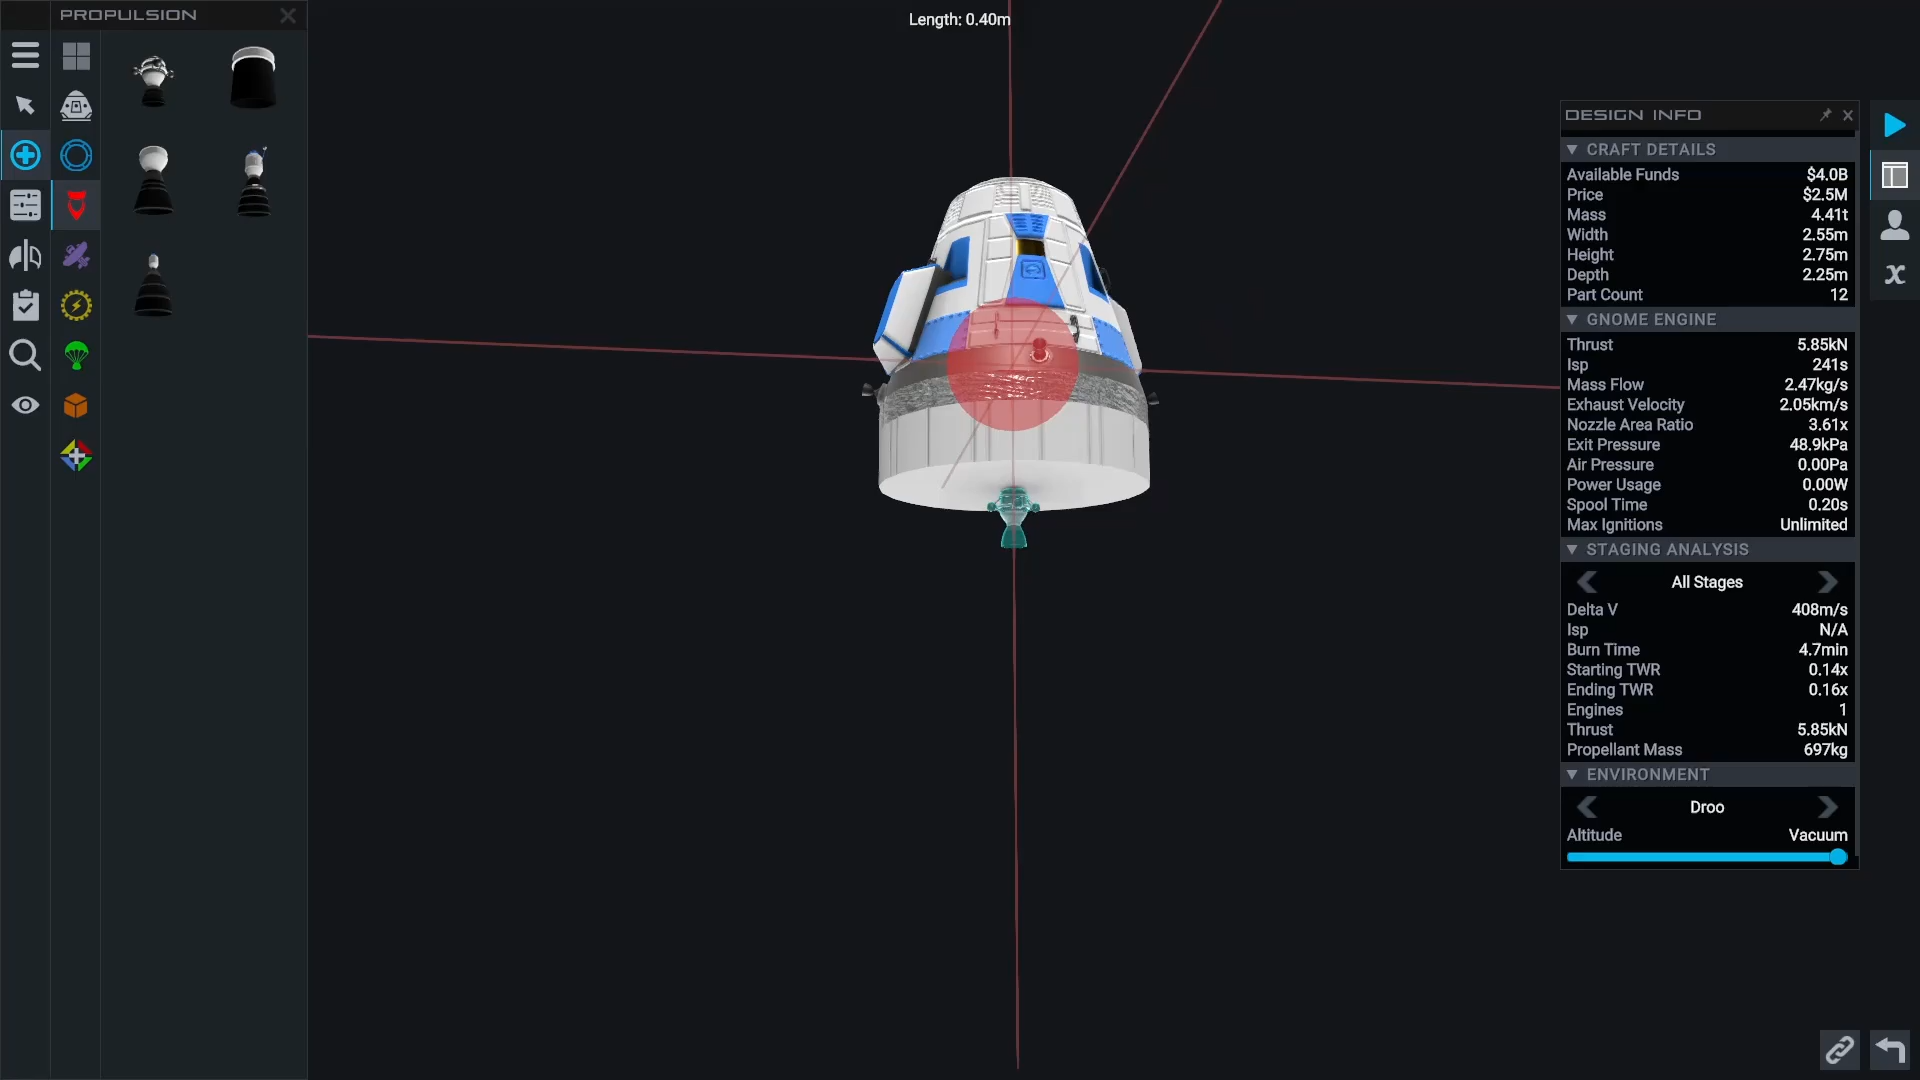 PROPULSION
Length: 0.40m
DESIGN INFO
CRAFT DETAILS
Available Funds $4.0B
Price $2.5M
Mass 4.41t
Width 2.55m
Height 2.75m
Depth 2.25m
Part Count 12
GNOME ENGINE
Thrust 5.85kN
Isp 241s
Mass Flow 2.47kg/s
Exhaust Velocity 2.05km/s
Nozzle Area Ratio 3.61x
Exit Pressure 48.9kPa
Air Pressure 0.00Pa
Power Usage 0.00W
Spool Time 0.20s
Max Ignitions Unlimited
STAGING ANALYSIS
All Stages
Delta V 408m/s
Isp N/A
Burn Time 4.7min
Starting TWR 0.14x
Ending TWR 0.16x
Engines 1
Thrust 5.85kN
Propellant Mass 697kg
ENVIRONMENT
Droo
Altitude Vacuum